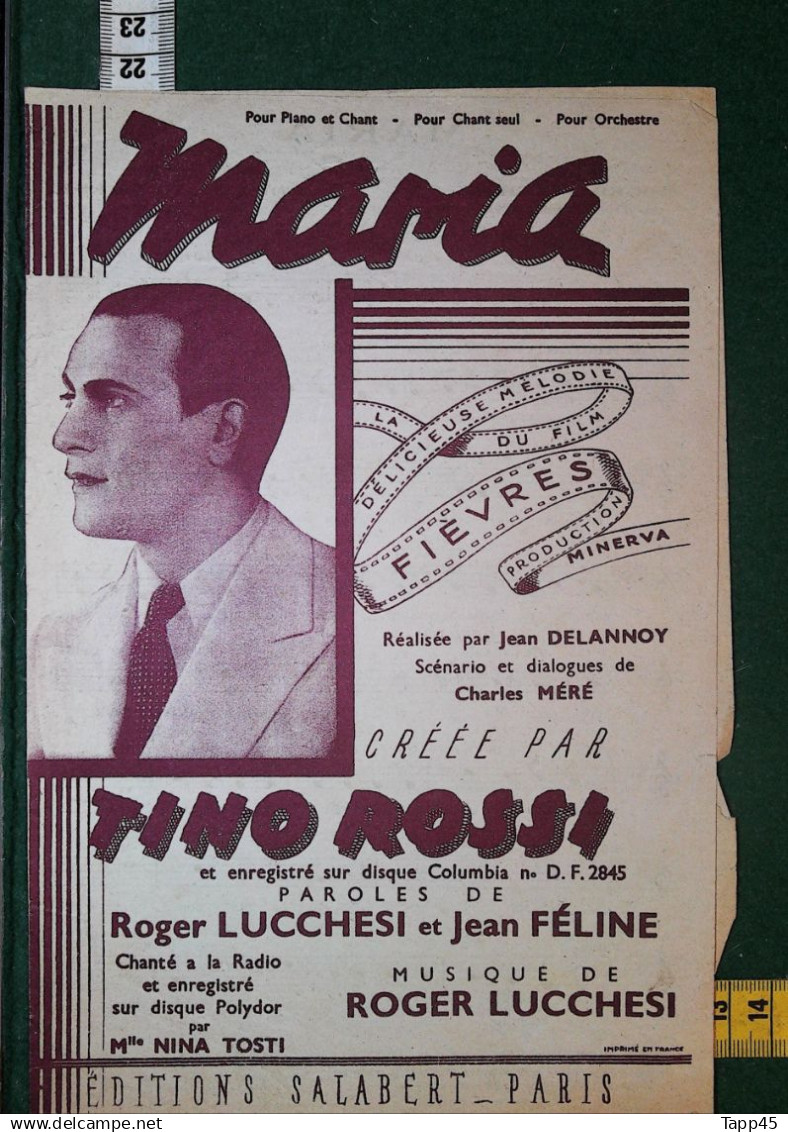 23
22
Pour Piano et Chant - Pour Chant seul - Pour Orchestre
Maria
LA DÉLICIEUSE MÉLODIE
DU FILM
FIÈVRES
PRODUCTION
MINERVA
Réalisée par Jean DELANNOY
Scénario et dialogues de
Charles MÉRÉ
CRÉÉE PAR
TINO ROSSI
et enregistré sur disque Columbia no D. F. 2845
PAROLES DE
Roger LUCCHESI et Jean FÉLINE
Chanté a la Radio
et enregistré
sur disque Polydor
par
Mlle NINA TOSTI
MUSIQUE DE
ROGER LUCCHESI
IMPRIMÉ EN FRANCE
ÉDITIONS SALABERT_PARIS
13
14
Tapp45